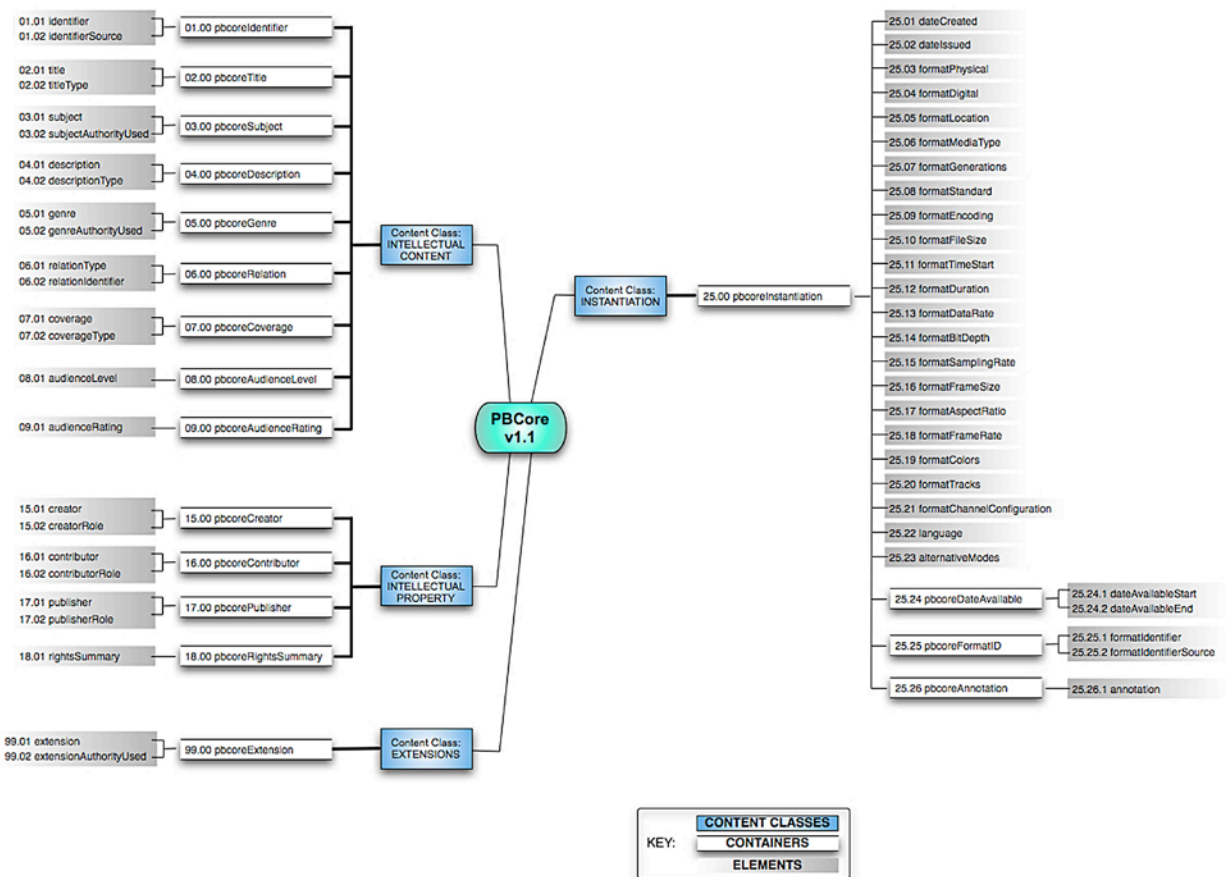 01.01 identifier
01.02 identifierSource
01.00 pbcoreIdentifier
02.01 title
02.02 titleType
02.00 pbcoreTitle
03.01 subject
03.02 subjectAuthorityUsed
03.00 pbcoreSubject
04.01 description
04.02 descriptionType
04.00 pbcoreDescription
05.01 genre
05.02 genreAuthorityUsed
05.00 pbcoreGenre
06.01 relationType
06.02 relationIdentifier
06.00 pbcoreRelation
07.01 coverage
07.02 coverageType
07.00 pbcoreCoverage
08.01 audienceLevel
08.00 pbcoreAudienceLevel
09.01 audienceRating
09.00 pbcoreAudienceRating
Content Class:
INTELLECTUAL
CONTENT
15.01 creator
15.02 creatorRole
15.00 pbcoreCreator
16.01 contributor
16.02 contributorRole
16.00 pbcoreContributor
17.01 publisher
17.02 publisherRole
17.00 pbcorePublisher
18.01 rightsSummary
18.00 pbcoreRightsSummary
Content Class:
INTELLECTUAL
PROPERTY
99.01 extension
99.02 extensionAuthorityUsed
99.00 pbcoreExtension
Content Class:
EXTENSIONS
PBCore
v1.1
Content Class:
INSTANTIATION
25.00 pbcoreInstantiation
25.01 dateCreated
25.02 dateIssued
25.03 formatPhysical
25.04 formatDigital
25.05 formatLocation
25.06 formatMediaType
25.07 formatGenerations
25.08 formatStandard
25.09 formatEncoding
25.10 formatFileSize
25.11 formatTimeStart
25.12 formatDuration
25.13 formatDataRate
25.14 formatBitDepth
25.15 formatSamplingRate
25.16 formatFrameSize
25.17 formatAspectRatio
25.18 formatFrameRate
25.19 formatColors
25.20 formatTracks
25.21 formatChannelConfiguration
25.22 language
25.23 alternativeModes
25.24 pbcoreDateAvailable
25.24.1 dateAvailableStart
25.24.2 dateAvailableEnd
25.25 pbcoreFormatID
25.25.1 formatIdentifier
25.25.2 formatIdentifierSource
25.26 pbcoreAnnotation
25.26.1 annotation
KEY:
CONTENT CLASSES
CONTAINERS
ELEMENTS